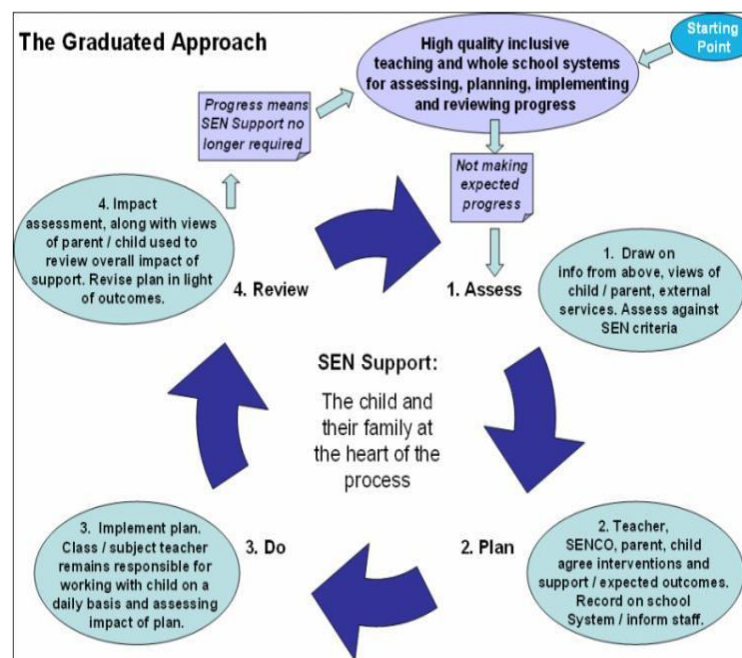 The Graduated Approach
Starting
Point
High quality inclusive
teaching and whole school systems
for assessing, planning, implementing
and reviewing progress
Progress means
SEN Support no
longer required
Not making
expected
progress
4. Impact
assessment, along with views
of parent / child used to
review overall impact of
support. Revise plan in light
of outcomes.
4. Review
1. Assess
1. Draw on
info from above, views of
child / parent, external
services. Assess against
SEN criteria
SEN Support:
The child and
their family at
the heart of the
process
3. Implement plan.
Class / subject teacher
remains responsible for
working with child on a
daily basis and assessing
impact of plan.
3. Do
2. Plan
2. Teacher,
SENCO, parent, child
agree interventions and
support / expected outcomes.
Record on school
System / inform staff.